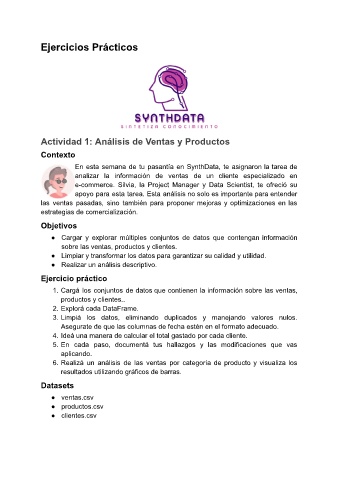 Ejercicios Prácticos
SYNTHDATA
SINTETIZA CONOCIMIENTO
Actividad 1: Análisis de Ventas y Productos
Contexto
En esta semana de tu pasantía en SynthData, te asignaron la tarea de
analizar la información de ventas de un cliente especializado en
e-commerce. Silvia, la Project Manager y Data Scientist, te ofreció su
apoyo para esta tarea. Esta análisis no solo es importante para entender
las ventas pasadas, sino también para proponer mejoras y optimizaciones en las
estrategias de comercialización.
Objetivos
● Cargar y explorar múltiples conjuntos de datos que contengan información
sobre las ventas, productos y clientes.
● Limpiar y transformar los datos para garantizar su calidad y utilidad.
● Realizar un análisis descriptivo.
Ejercicio práctico
1. Cargá los conjuntos de datos que contienen la información sobre las ventas,
productos y clientes,.
2. Explorá cada DataFrame.
3. Limpiá los datos, eliminando duplicados y manejando valores nulos.
Asegurate de que las columnas de fecha estén en el formato adecuado.
4. Ideá una manera de calcular el total gastado por cada cliente.
5. En cada paso, documentá tus hallazgos y las modificaciones que vas
aplicando.
6. Realizá un análisis de las ventas por categoría de producto y visualiza los
resultados utilizando gráficos de barras.
Datasets
● ventas.csv
● productos.csv
● clientes.csv